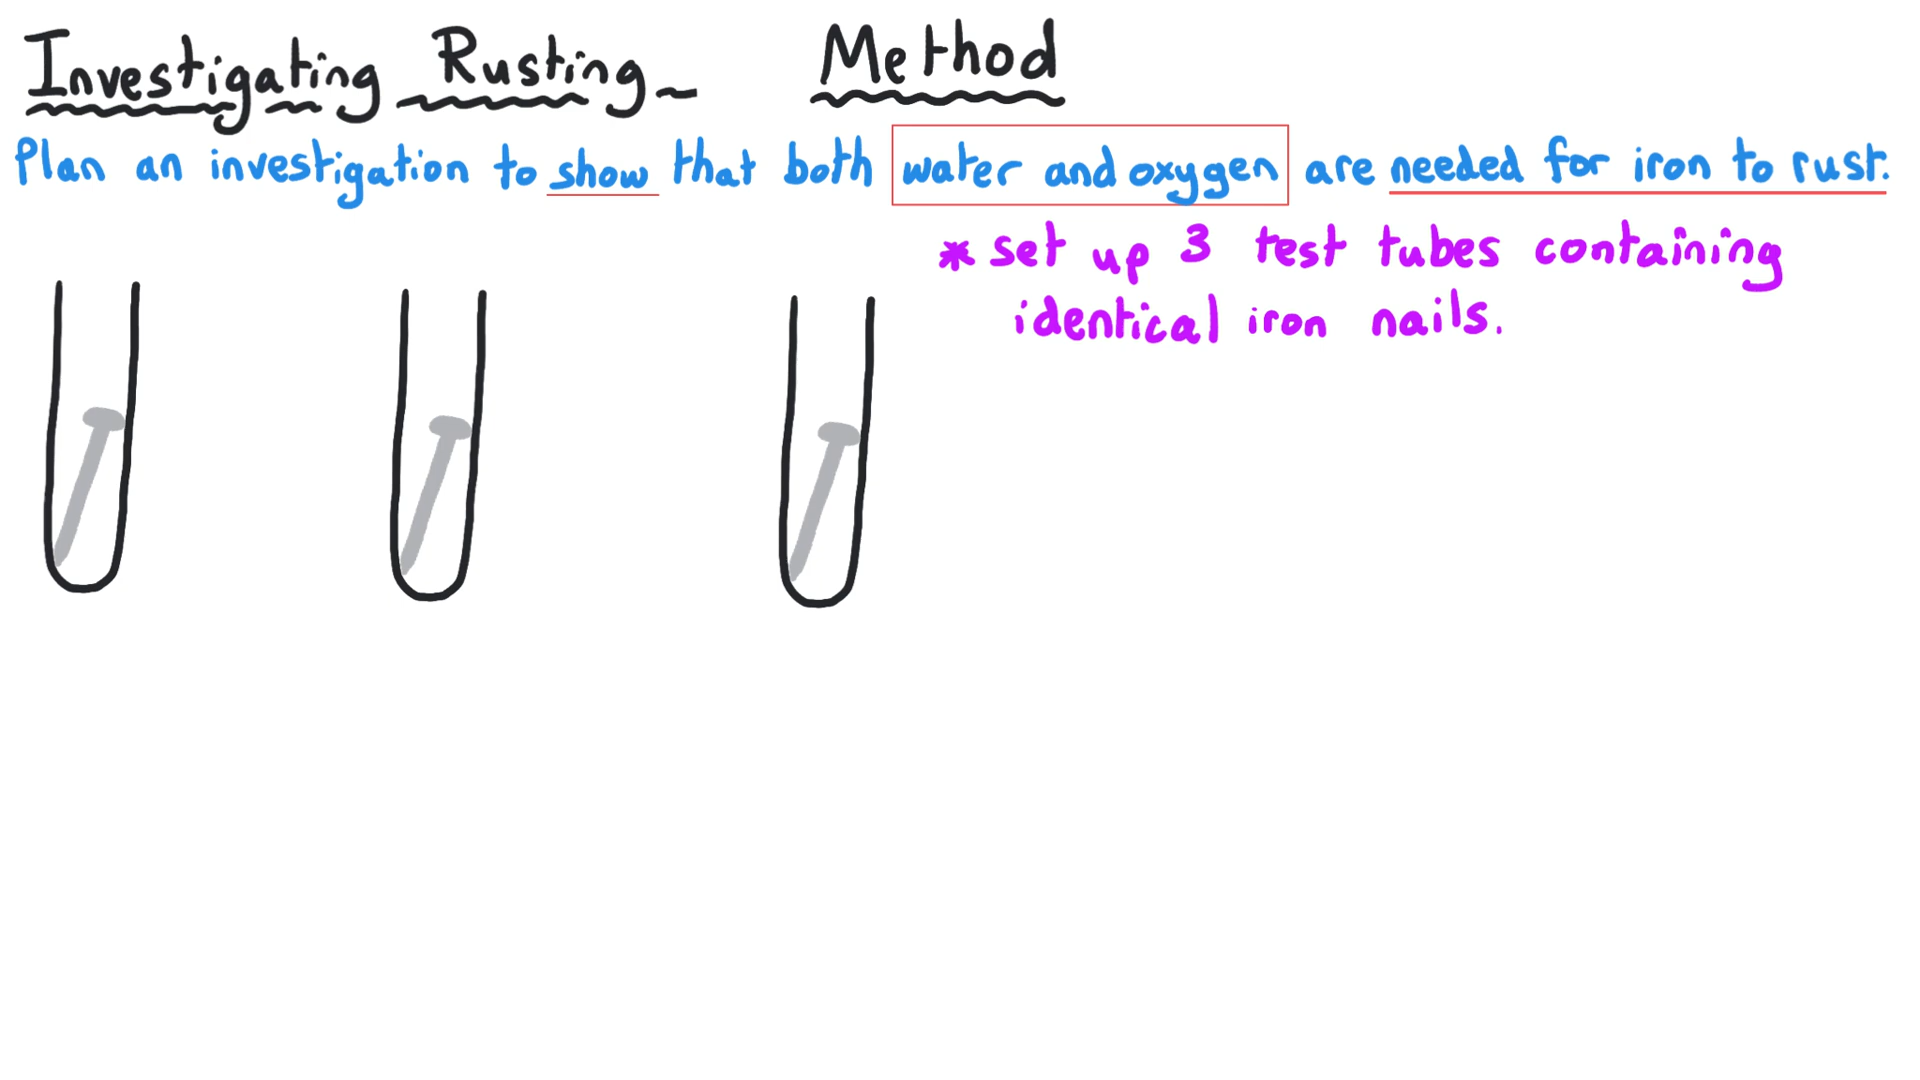 Investigating Rusting - Method
Plan an investigation to show that both water and oxygen are needed for iron to rust.
* set up 3 test tubes containing
identical iron nails.